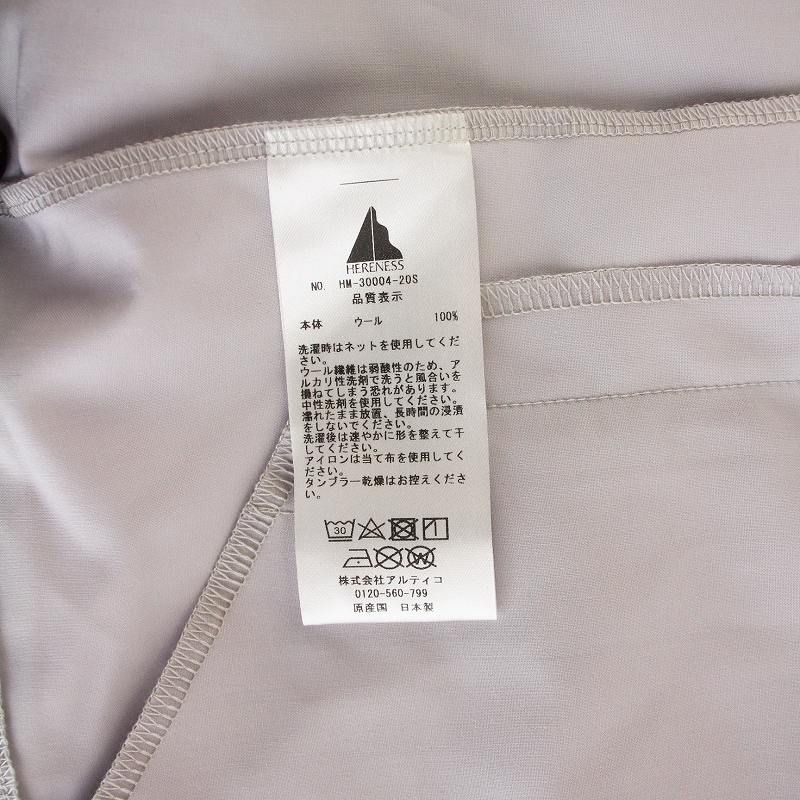 HERENESS
NO. HM-30004-20S
品質表示
本体 ウール 100%
洗濯時はネットを使用してくだ
さい。
ウール繊維は弱酸性のため、ア
ルカリ性洗剤で洗うと風合いを
損ねてしまう恐れがあります。
中性洗剤を使用してください。
濡れたまま放置、長時間の浸漬
をしないでください。
洗濯後は速やかに形を整えて干
してください。
アイロンは当て布を使用してく
ださい。
タンブラー乾燥はお控えくださ
い。
30
W
株式会社アルティコ
0120-560-799
原産国 日本製